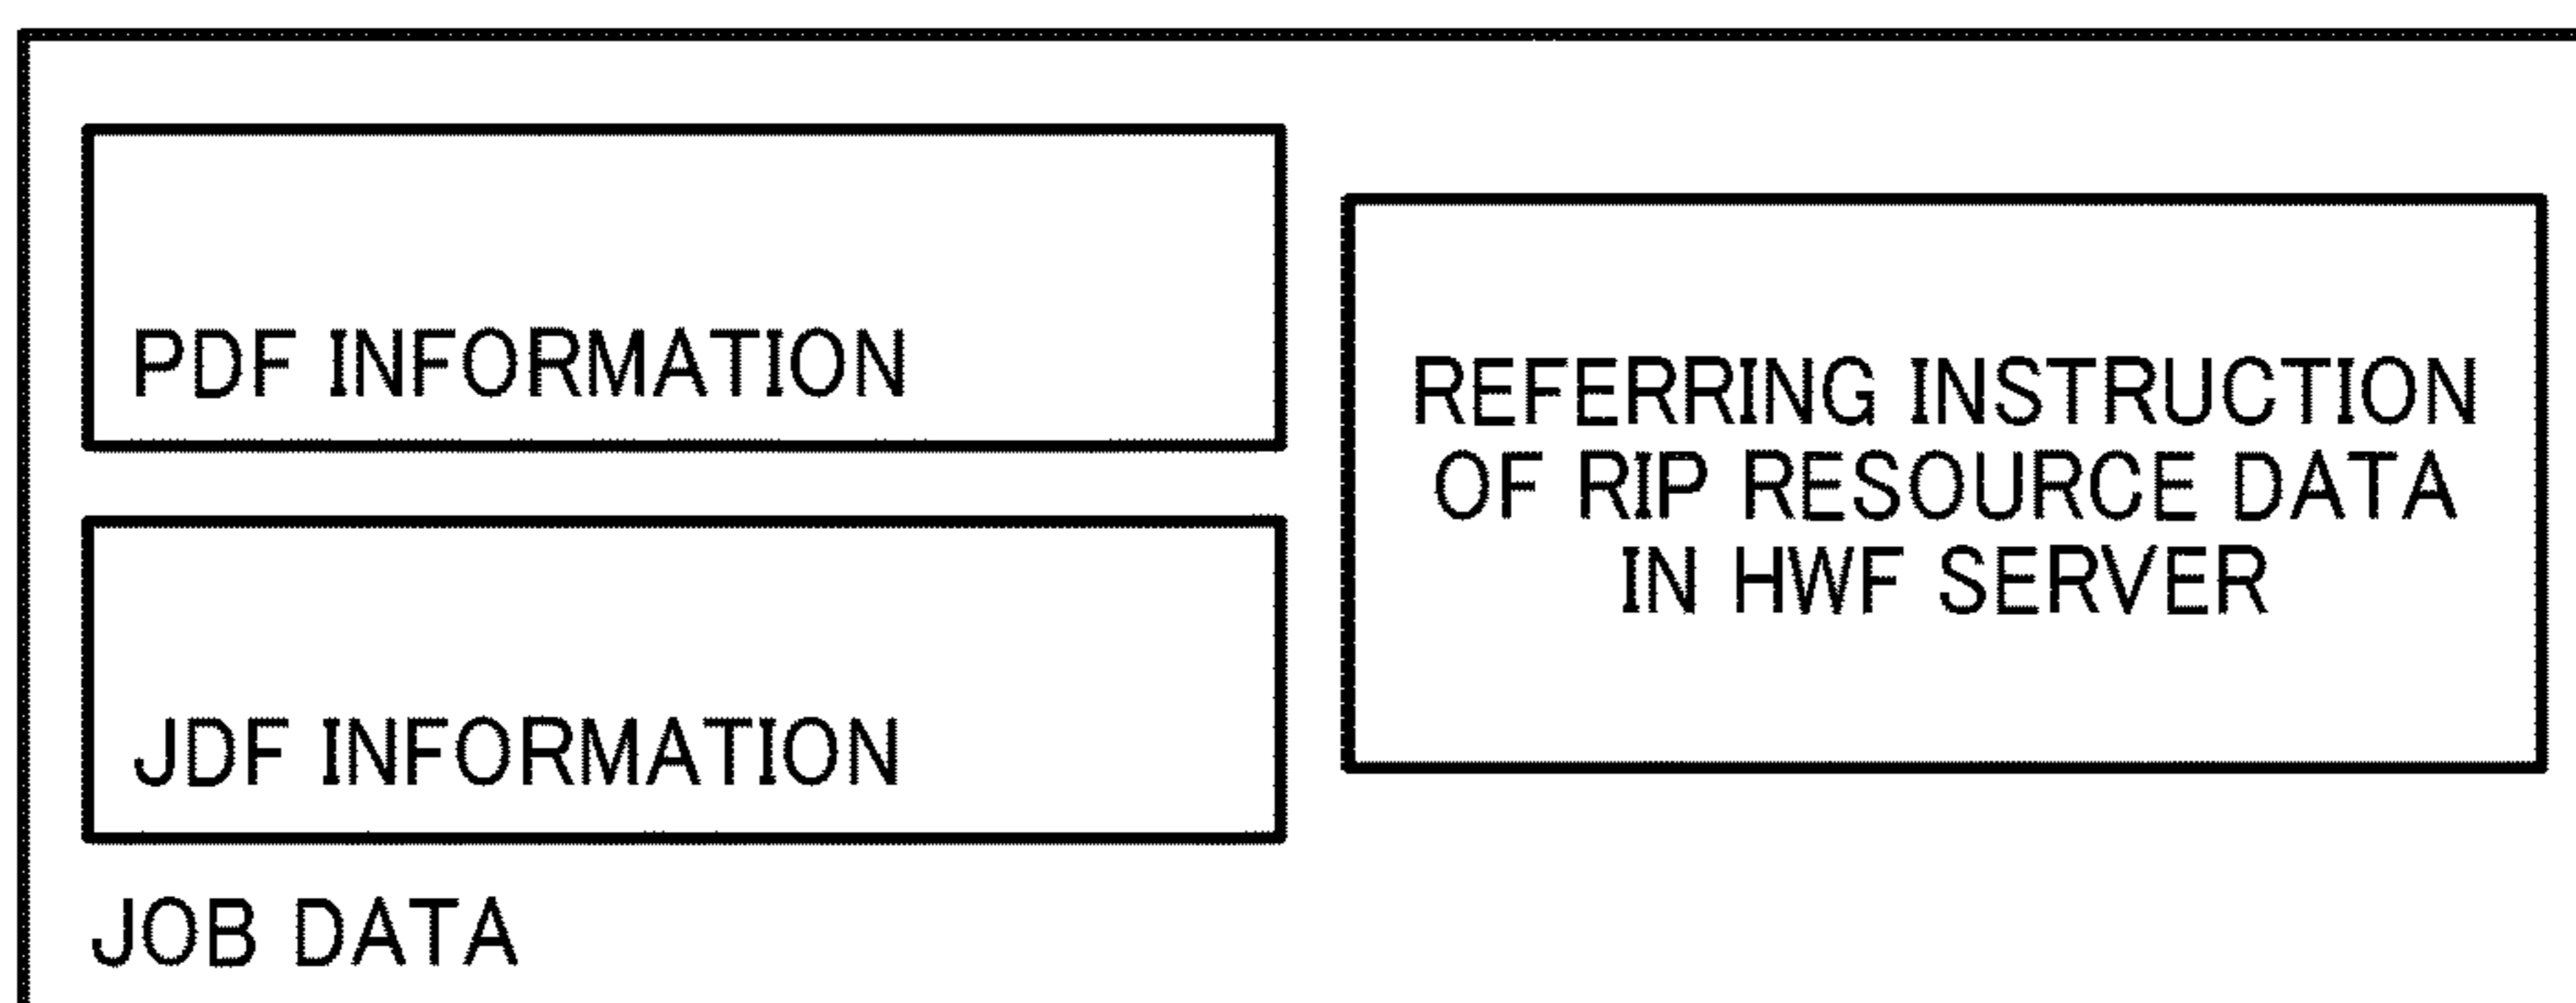 PDF INFORMATION
JDF INFORMATION
REFERRING INSTRUCTION
OF RIP RESOURCE DATA
IN HWF SERVER
JOB DATA